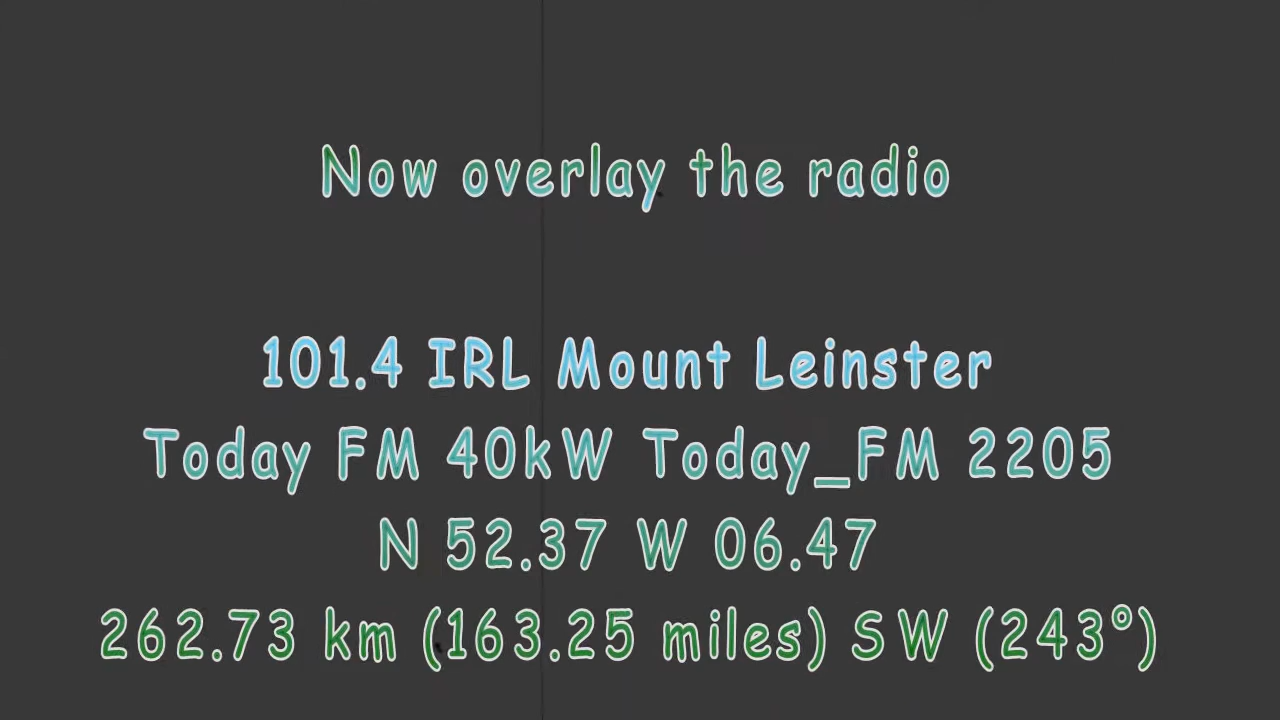 Now overlay the radio
101.4 IRL Mount Leinster
Today FM 40kW Today_FM 2205
N 52.37 W 06.47
262.73 km (163.25 miles) SW (243°)